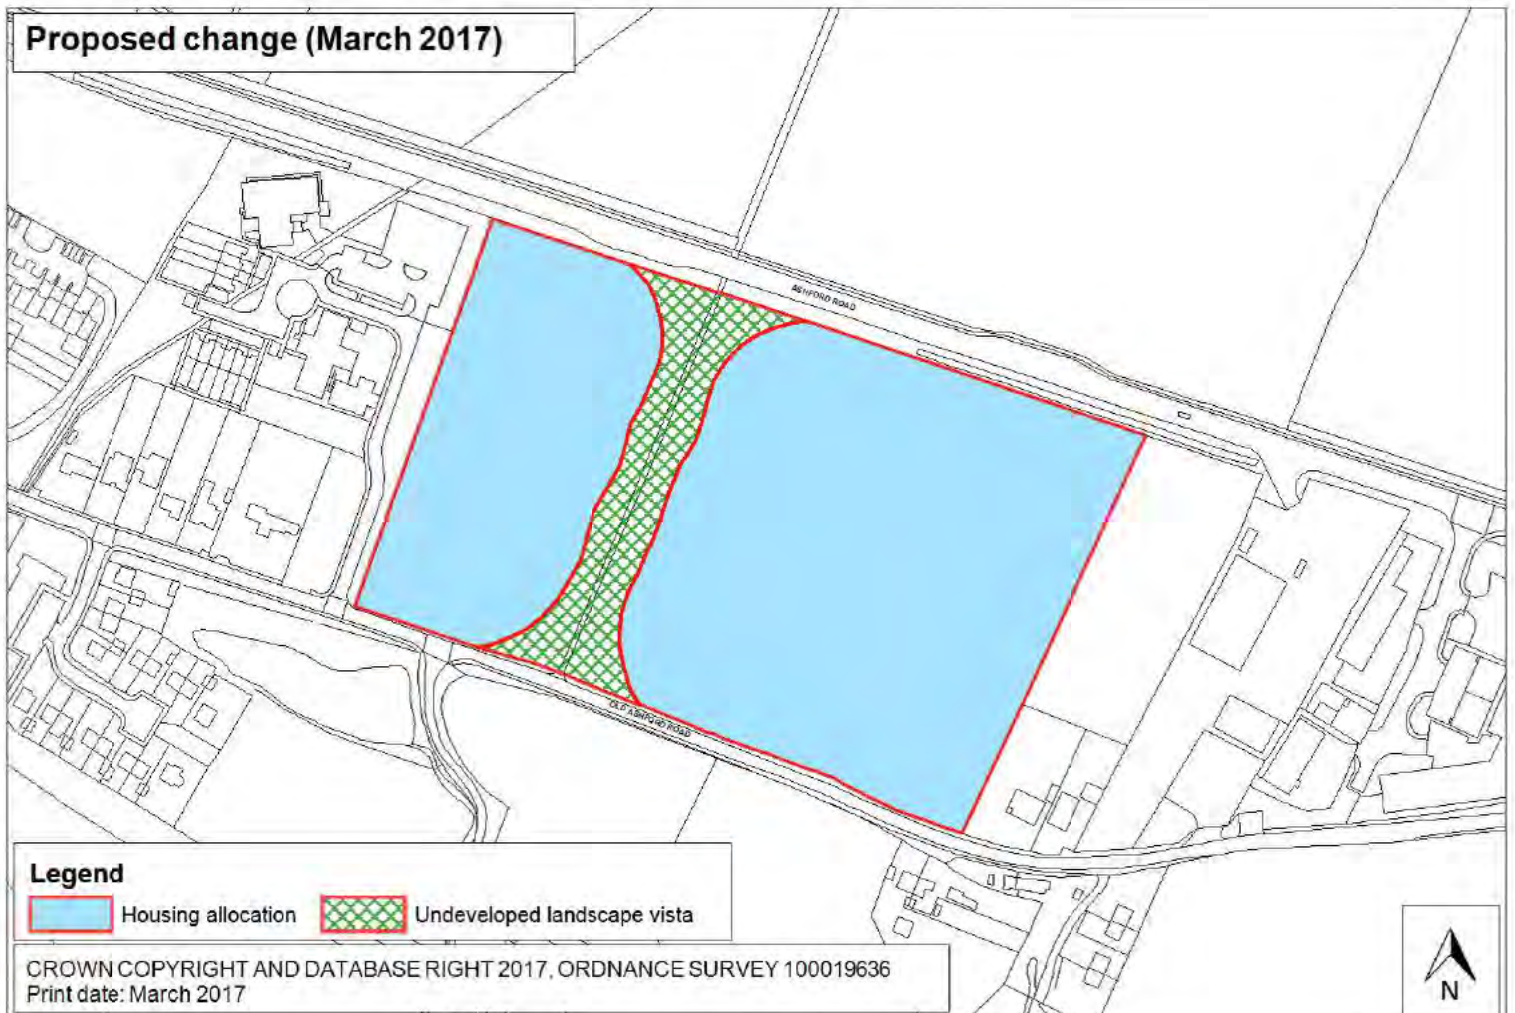 Proposed change (March 2017)
ASHFORD ROAD
OLD ASHFORD ROAD
Legend
Housing allocation
Undeveloped landscape vista
CROWN COPYRIGHT AND DATABASE RIGHT 2017, ORDNANCE SURVEY 100019636
Print date: March 2017
N